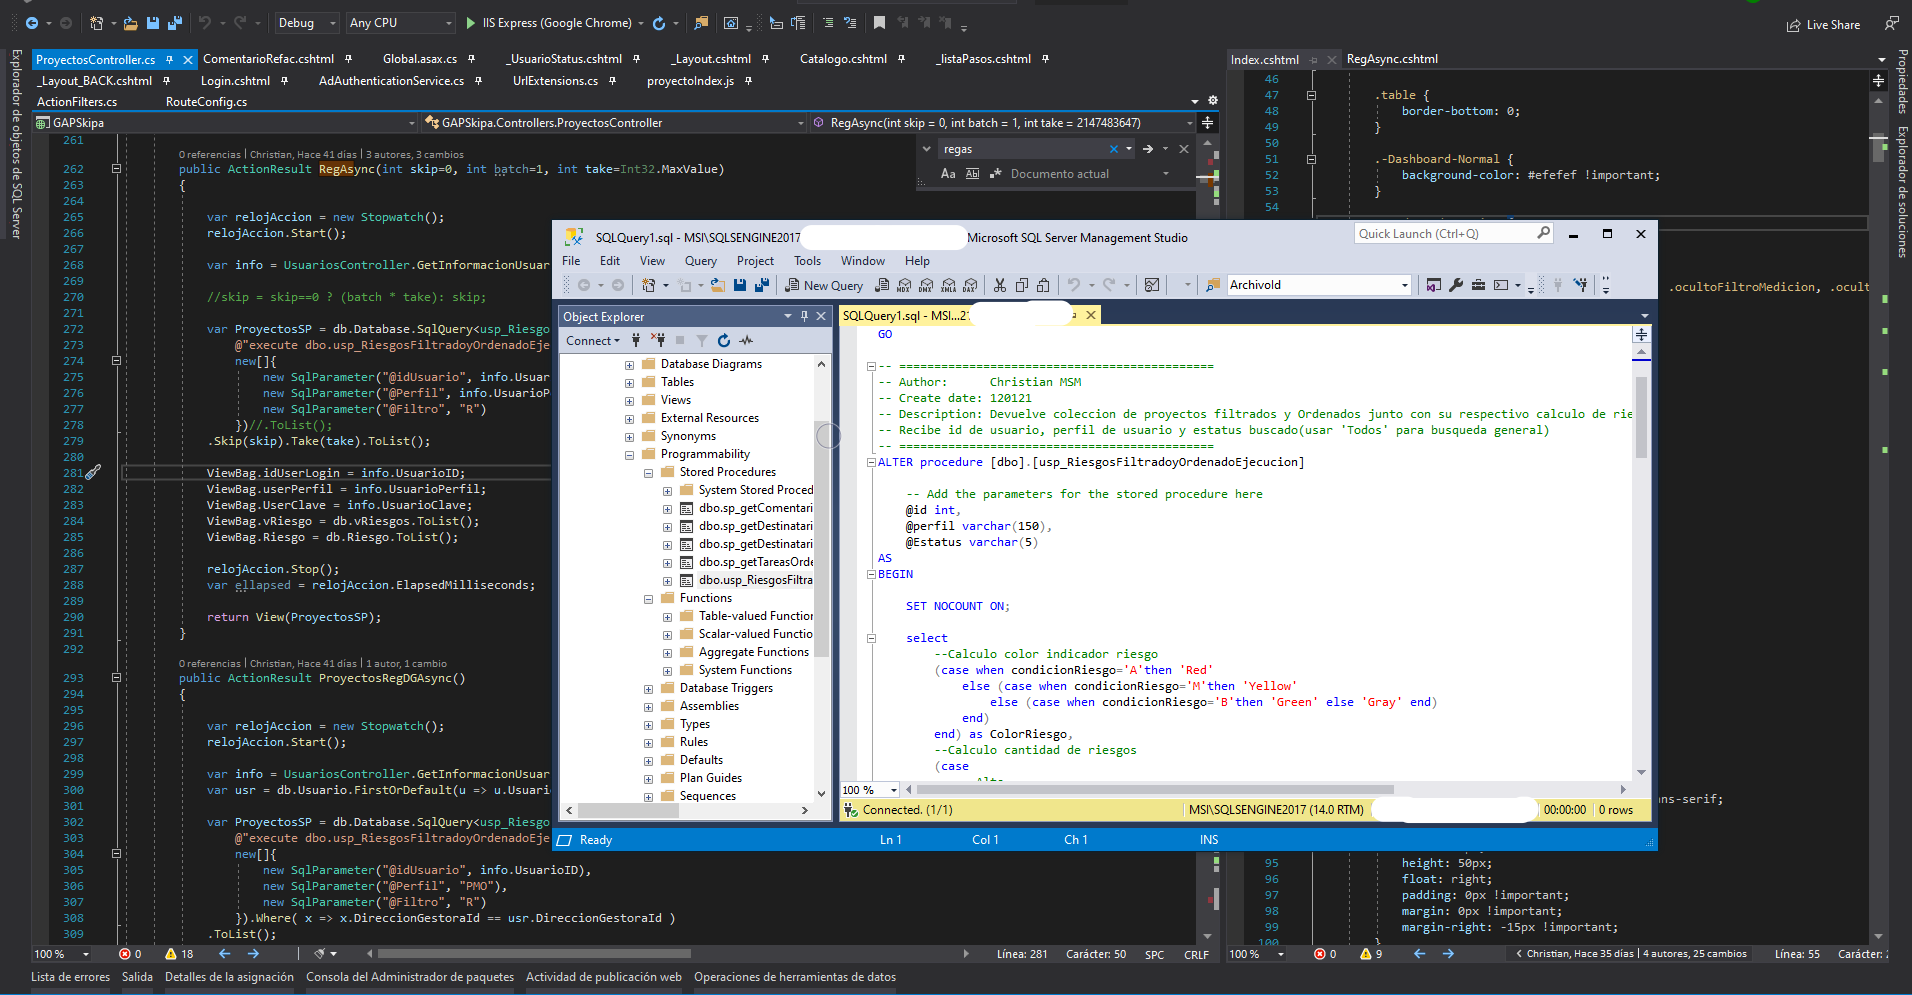 Debug
Any CPU
IIS Express (Google Chrome)
Live Share
ProyectosController.cs
ComentarioRefac.cshtml
Global.asax.cs
_UsuarioStatus.cshtml
_Layout.cshtml
Catalogo.cshtml
_listaPasos.cshtml
_Layout_BACK.cshtml
Login.cshtml
AdAuthenticationService.cs
UrlExtensions.cs
proyectoIndex.js
ActionFilters.cs
RouteConfig.cs
Explorador de objetos de SQL Server
GAPSkipa
GAPSkipa.Controllers.ProyectosController
RegAsync(int skip = 0, int batch = 1, int take = 2147483647)
regas
Aa Ab .* Documento actual
261
0 referencias | Christian, Hace 41 días | 3 autores, 3 cambios
262 public ActionResult RegAsync(int skip=0, int batch=1, int take=Int32.MaxValue)
263 {
264
265 var relojAccion = new Stopwatch();
266 relojAccion.Start();
267
268 var info = UsuariosController.GetInformacionUsuar
269
270 //skip = skip==0 ? (batch * take): skip;
271
272 var ProyectosSP = db.Database.SqlQuery<usp_Riesgo
273 @"execute dbo.usp_RiesgosFiltradoyOrdenadoEje
274 new[]{
275 new SqlParameter("@idUsuario", info.Usuar
276 new SqlParameter("@Perfil", info.UsuarioP
277 new SqlParameter("@Filtro", "R")
278 })//.ToList();
279 .Skip(skip).Take(take).ToList();
280
281 ViewBag.idUserLogin = info.UsuarioID;
282 ViewBag.userPerfil = info.UsuarioPerfil;
283 ViewBag.UserClave = info.UsuarioClave;
284 ViewBag.vRiesgo = db.vRiesgos.ToList();
285 ViewBag.Riesgo = db.Riesgo.ToList();
286
287 relojAccion.Stop();
288 var ellapsed = relojAccion.ElapsedMilliseconds;
289
290 return View(ProyectosSP);
291 }
292
0 referencias | Christian, Hace 41 días | 1 autor, 1 cambio
293 public ActionResult ProyectosRegDGAsync()
294 {
295
296 var relojAccion = new Stopwatch();
297 relojAccion.Start();
298
299 var info = UsuariosController.GetInformacionUsuar
300 var usr = db.Usuario.FirstOrDefault(u => u.Usuari
301
302 var ProyectosSP = db.Database.SqlQuery<usp_Riesgo
303 @"execute dbo.usp_RiesgosFiltradoyOrdenadoEje
304 new[]{
305 new SqlParameter("@idUsuario", info.UsuarioID),
306 new SqlParameter("@Perfil", "PMO"),
307 new SqlParameter("@Filtro", "R")
308 }).Where( x => x.DireccionGestoraId == usr.DireccionGestoraId )
309 .ToList();
100 %
0
18
Línea: 281
Carácter: 50
SPC
CRLF
SQLQuery1.sql - MSI\SQLSENGINE2017
Microsoft SQL Server Management Studio
Quick Launch (Ctrl+Q)
File Edit View Query Project Tools Window Help
New Query
MDX DMX XMLA DAX
ArchivoId
Object Explorer
Connect
Database Diagrams
Tables
Views
External Resources
Synonyms
Programmability
Stored Procedures
System Stored Proced
dbo.sp_getComentari
dbo.sp_getDestinatari
dbo.sp_getDestinatari
dbo.sp_getTareasOrde
dbo.usp_RiesgosFiltra
Functions
Table-valued Function
Scalar-valued Functio
Aggregate Functions
System Functions
Database Triggers
Assemblies
Types
Rules
Defaults
Plan Guides
Sequences
SQLQuery1.sql - MSI...21
GO
-- =============================================
-- Author: Christian MSM
-- Create date: 120121
-- Description: Devuelve coleccion de proyectos filtrados y Ordenados junto con su respectivo calculo de rie
-- Recibe id de usuario, perfil de usuario y estatus buscado(usar 'Todos' para busqueda general)
-- =============================================
ALTER procedure [dbo].[usp_RiesgosFiltradoyOrdenadoEjecucion]
-- Add the parameters for the stored procedure here
@id int,
@perfil varchar(150),
@Estatus varchar(5)
AS
BEGIN
SET NOCOUNT ON;
select
--Calculo color indicador riesgo
(case when condicionRiesgo='A'then 'Red'
else (case when condicionRiesgo='M'then 'Yellow'
else (case when condicionRiesgo='B'then 'Green' else 'Gray' end)
end)
end) as ColorRiesgo,
--Calculo cantidad de riesgos
(case
100 %
Connected. (1/1)
MSI\SQLSENGINE2017 (14.0 RTM)
00:00:00
0 rows
Ready
Ln 1
Col 1
Ch 1
INS
Index.cshtml
RegAsync.cshtml
46
47 .table {
48 border-bottom: 0;
49 }
50
51 .-Dashboard-Normal {
52 background-color: #efefef !important;
53 }
54
.ocultoFiltroMedicion, .ocult
ns-serif;
95 height: 50px;
96 float: right;
97 padding: 0px !important;
98 margin: 0px !important;
99 margin-right: -15px !important;
100 }
100 %
0
9
Christian, Hace 35 días | 4 autores, 25 cambios
Línea: 55
Carácter:
Propiedades
Explorador de soluciones
Lista de errores
Salida
Detalles de la asignación
Consola del Administrador de paquetes
Actividad de publicación web
Operaciones de herramientas de datos